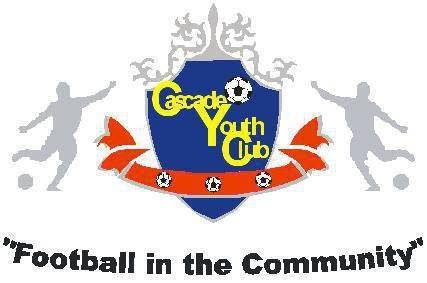 Cascade
Youth
Club
"Football in the Community"